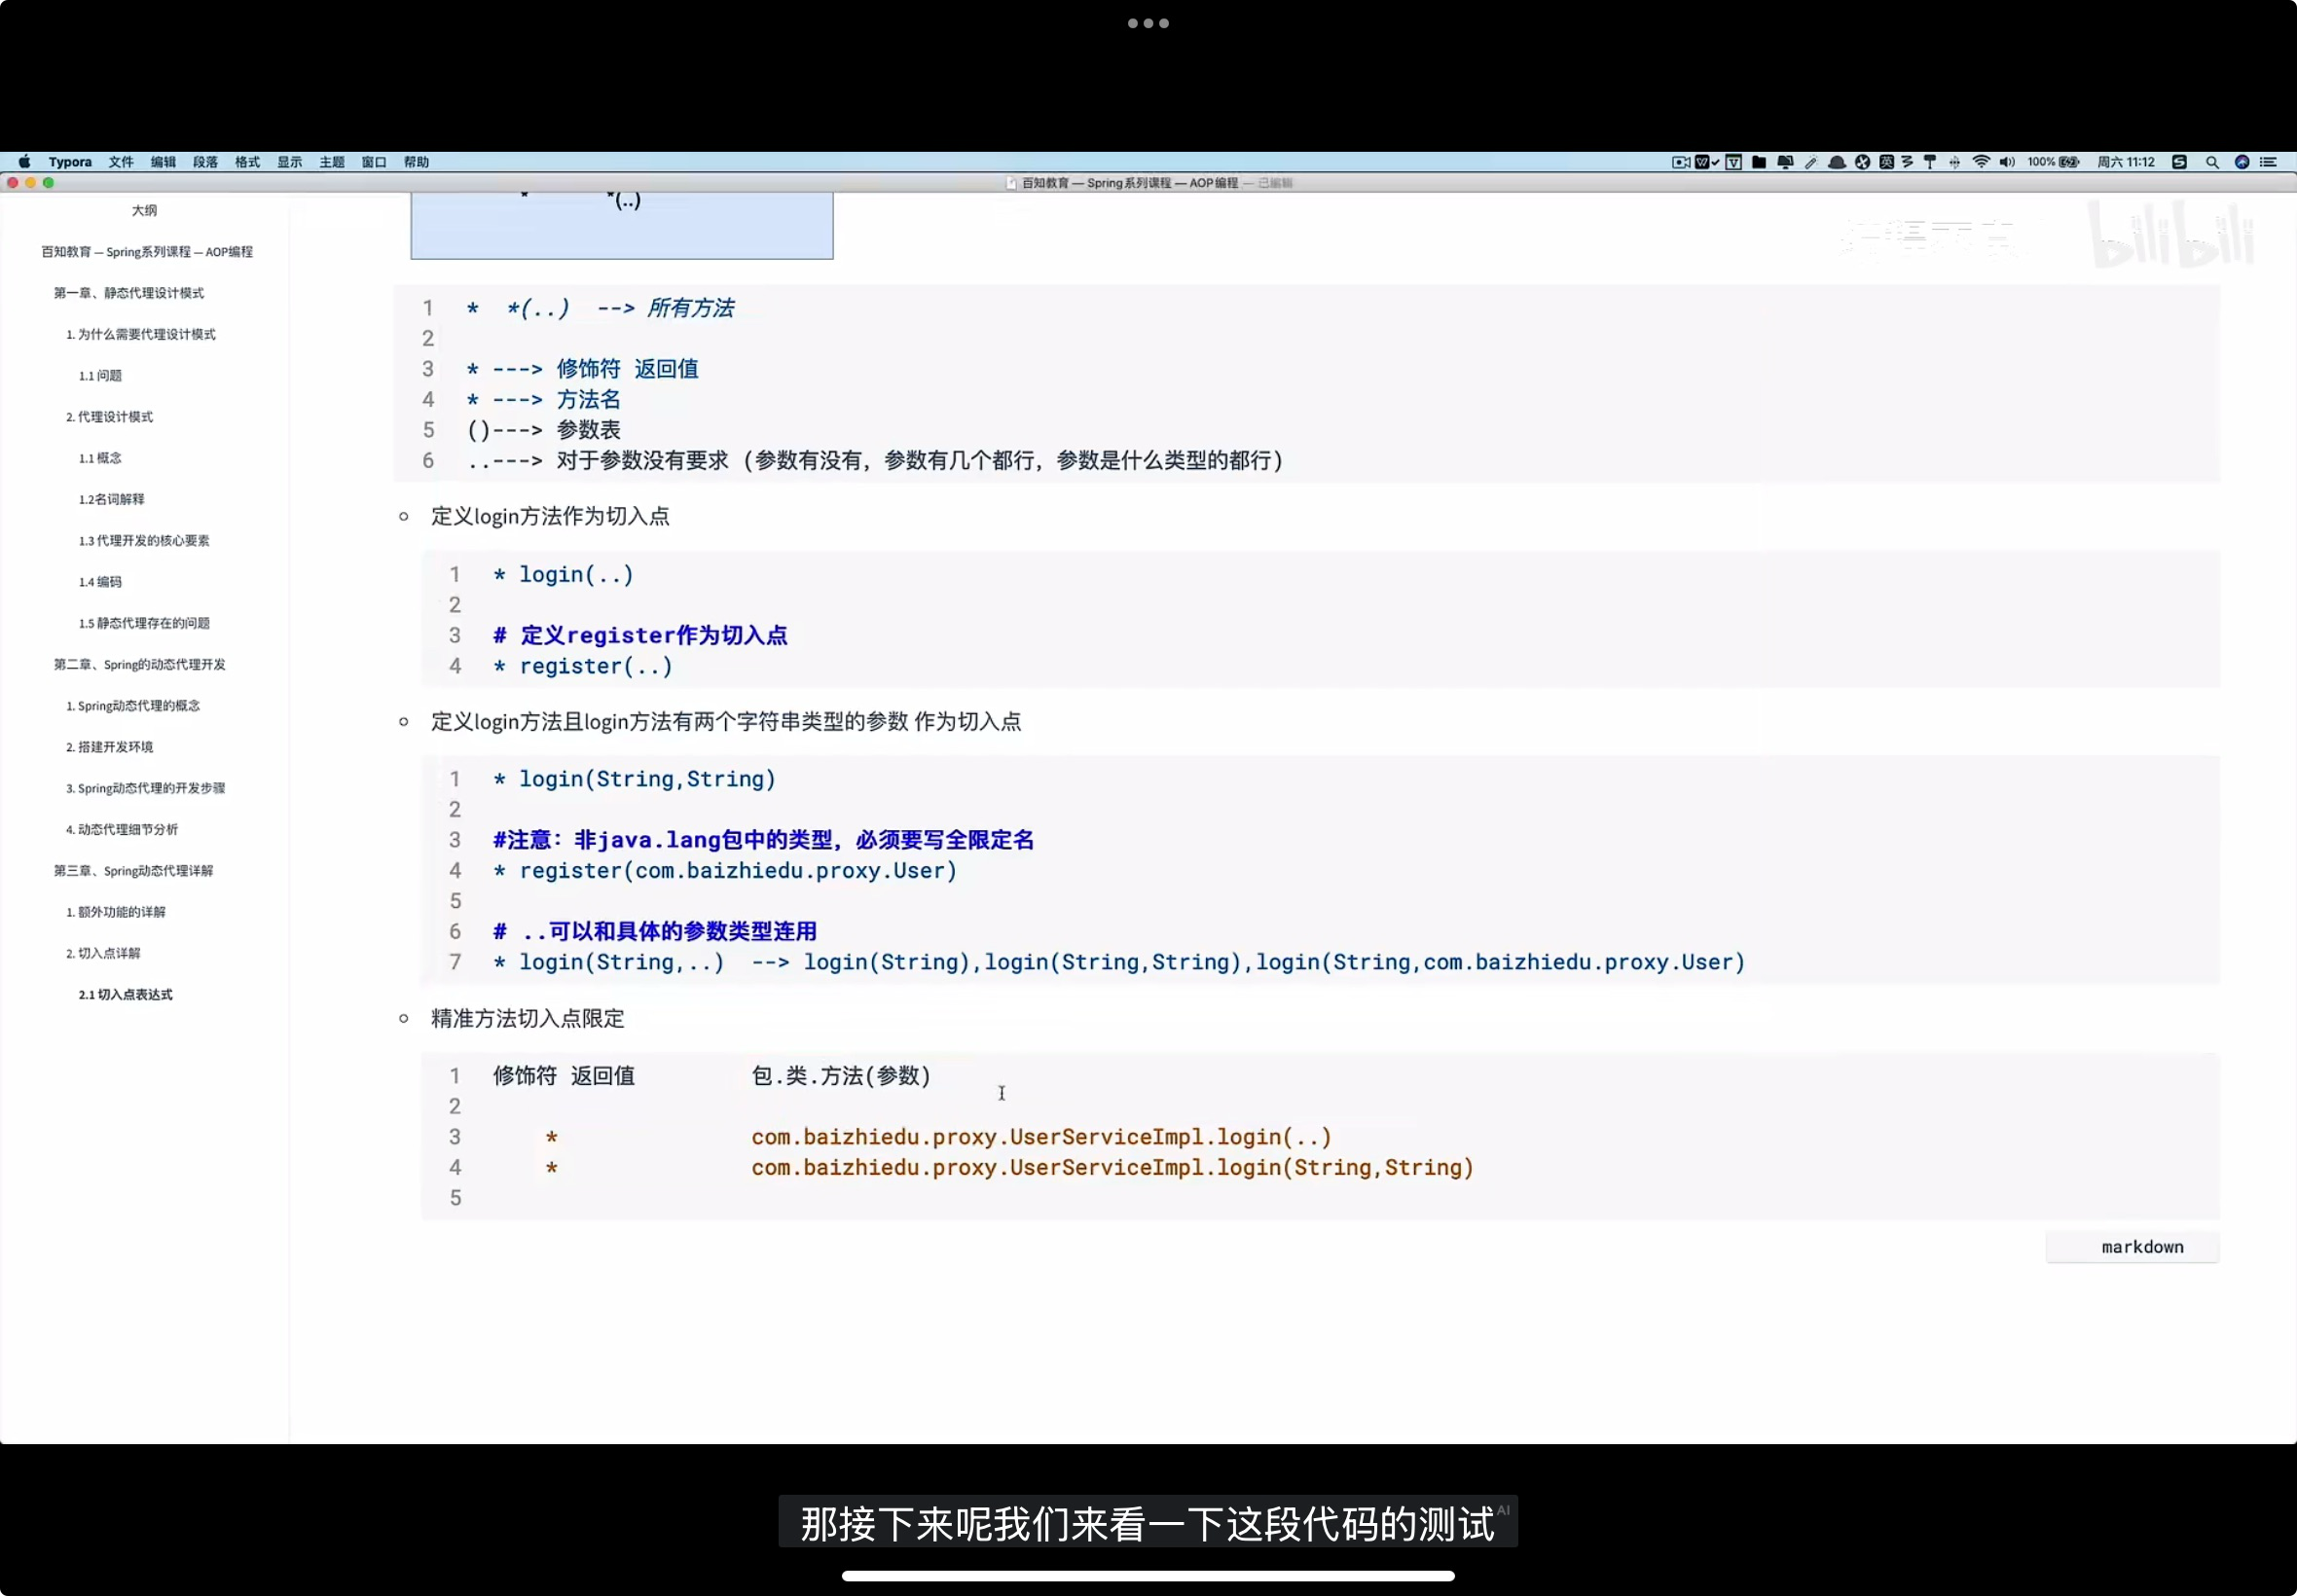 Typora 文件 编辑 段落 格式 显示 主题 窗口 帮助
100% 周六 11:12
百知教育 — Spring系列课程 — AOP编程 — 已编辑
大纲
百知教育 — Spring系列课程 — AOP编程
第一章、静态代理设计模式
1. 为什么需要代理设计模式
1.1 问题
2. 代理设计模式
1.1 概念
1.2名词解释
1.3 代理开发的核心要素
1.4 编码
1.5 静态代理存在的问题
第二章、Spring的动态代理开发
1. Spring动态代理的概念
2. 搭建开发环境
3. Spring动态代理的开发步骤
4. 动态代理细节分析
第三章、Spring动态代理详解
1. 额外功能的详解
2. 切入点详解
2.1 切入点表达式
* *(..)
bilibili
1 * *(..) --> 所有方法
2
3 * ---> 修饰符 返回值
4 * ---> 方法名
5 ()---> 参数表
6 ..---> 对于参数没有要求 (参数有没有，参数有几个都行，参数是什么类型的都行)
定义login方法作为切入点
1 * login(..)
2
3 # 定义register作为切入点
4 * register(..)
定义login方法且login方法有两个字符串类型的参数 作为切入点
1 * login(String,String)
2
3 #注意：非java.lang包中的类型，必须要写全限定名
4 * register(com.baizhiedu.proxy.User)
5
6 # ..可以和具体的参数类型连用
7 * login(String,..) --> login(String),login(String,String),login(String,com.baizhiedu.proxy.User)
精准方法切入点限定
1 修饰符 返回值 包.类.方法(参数)
2
3 * com.baizhiedu.proxy.UserServiceImpl.login(..)
4 * com.baizhiedu.proxy.UserServiceImpl.login(String,String)
5
markdown
那接下来呢我们来看一下这段代码的测试 AI